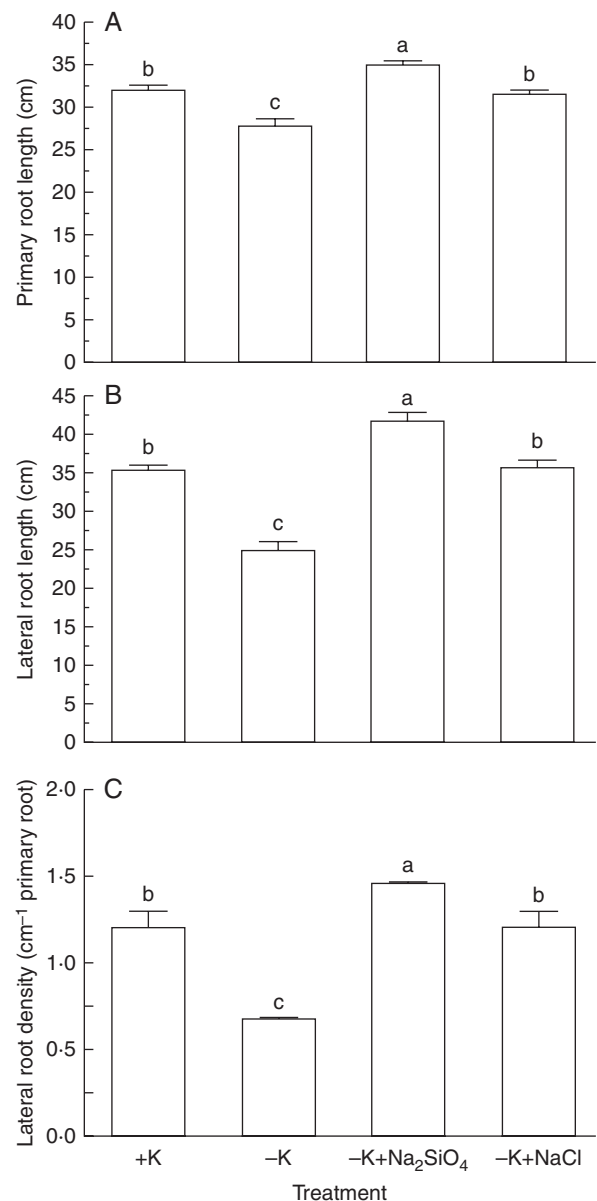 A
Primary root length (cm)
40
35
30
25
20
15
10
5
0
b
c
a
b
B
Lateral root length (cm)
45
40
35
30
25
20
15
10
5
0
b
c
a
b
C
Lateral root density (cm⁻¹ primary root)
2·0
1·5
1·0
0·5
0·0
b
c
a
b
+K
–K
–K+Na₂SiO₄
–K+NaCl
Treatment